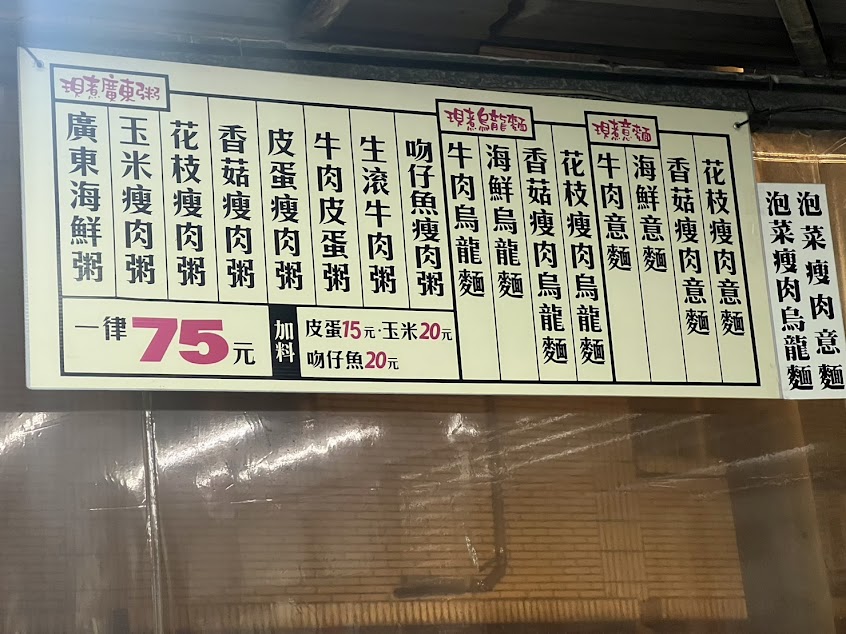 現煮廣東粥
廣東海鮮粥
玉米瘦肉粥
花枝瘦肉粥
香菇瘦肉粥
皮蛋瘦肉粥
牛肉皮蛋粥
生滚牛肉粥
吻仔魚瘦肉粥
一律75元
加料
皮蛋15元·玉米20元
吻仔魚20元
現煮烏龍麵
牛肉烏龍麵
海鮮烏龍麵
香菇瘦肉烏龍麵
花枝瘦肉烏龍麵
現煮意麵
牛肉意麵
海鮮意麵
香菇瘦肉意麵
花枝瘦肉意麵
泡菜瘦肉烏龍麵
泡菜瘦肉意麵